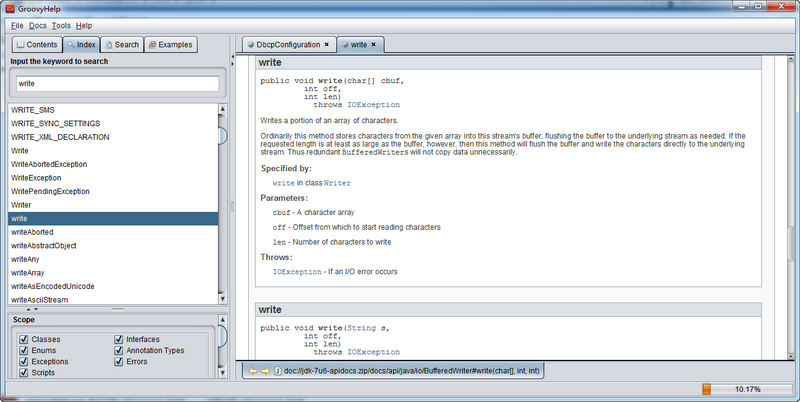 GroovyHelp
File Docs Tools Help
Contents Index Search Examples
Input the keyword to search
write
WRITE_SMS
WRITE_SYNC_SETTINGS
WRITE_XML_DECLARATION
Write
WriteAbortedException
WriteException
WritePendingException
Writer
write
writeAborted
writeAbstractObject
writeAny
writeArray
writeAsEncodedUnicode
writeAsciiStream
Scope
Classes Interfaces
Enums Annotation Types
Exceptions Errors
Scripts
DbcpConfiguration write
write
public void write(char[] cbuf,
int off,
int len)
throws IOException
Writes a portion of an array of characters.
Ordinarily this method stores characters from the given array into this stream's buffer, flushing the buffer to the underlying stream as needed. If the
requested length is at least as large as the buffer, however, then this method will flush the buffer and write the characters directly to the underlying
stream. Thus redundant BufferedWriters will not copy data unnecessarily.
Specified by:
write in class Writer
Parameters:
cbuf - A character array
off - Offset from which to start reading characters
len - Number of characters to write
Throws:
IOException - If an I/O error occurs
write
public void write(String s,
int off,
int len)
throws IOException
doc://jdk-7u6-apidocs.zip/docs/api/java/io/BufferedWriter#write(char[], int, int)
10.17%